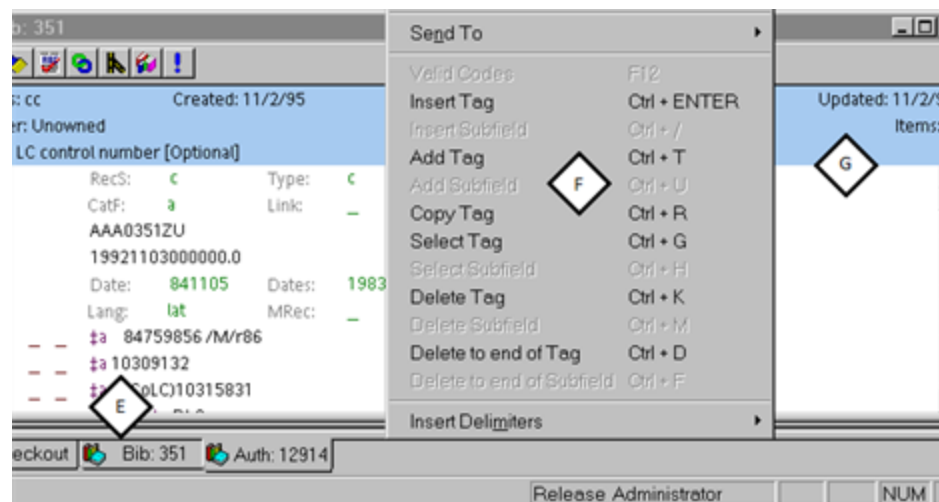 b: 351
Send To
Valid Codes F12
s: cc Created: 11/2/95
Insert Tag Ctrl + ENTER
Updated: 11/2/9
er: Unowned
Insert Subfield Ctrl + /
Items:
LC control number [Optional]
Add Tag Ctrl + T
G
RecS: c Type: c
Add Subfield Ctrl + U
F
CatF: a Link: _
Copy Tag Ctrl + R
AAA0351ZU
Select Tag Ctrl + G
19921103000000.0
Select Subfield Ctrl + H
Date: 841105 Dates: 1983
Delete Tag Ctrl + K
Lang: lat MRec: _
Delete Subfield Ctrl + M
_ _ ‡a 84759856 /M/r86
Delete to end of Tag Ctrl + D
_ _ ‡a 10309132
Delete to end of Subfield Ctrl + F
_ _ oLC)10315831
E
Insert Delimiters
eckout Bib: 351 Auth: 12914
Release Administrator NUM